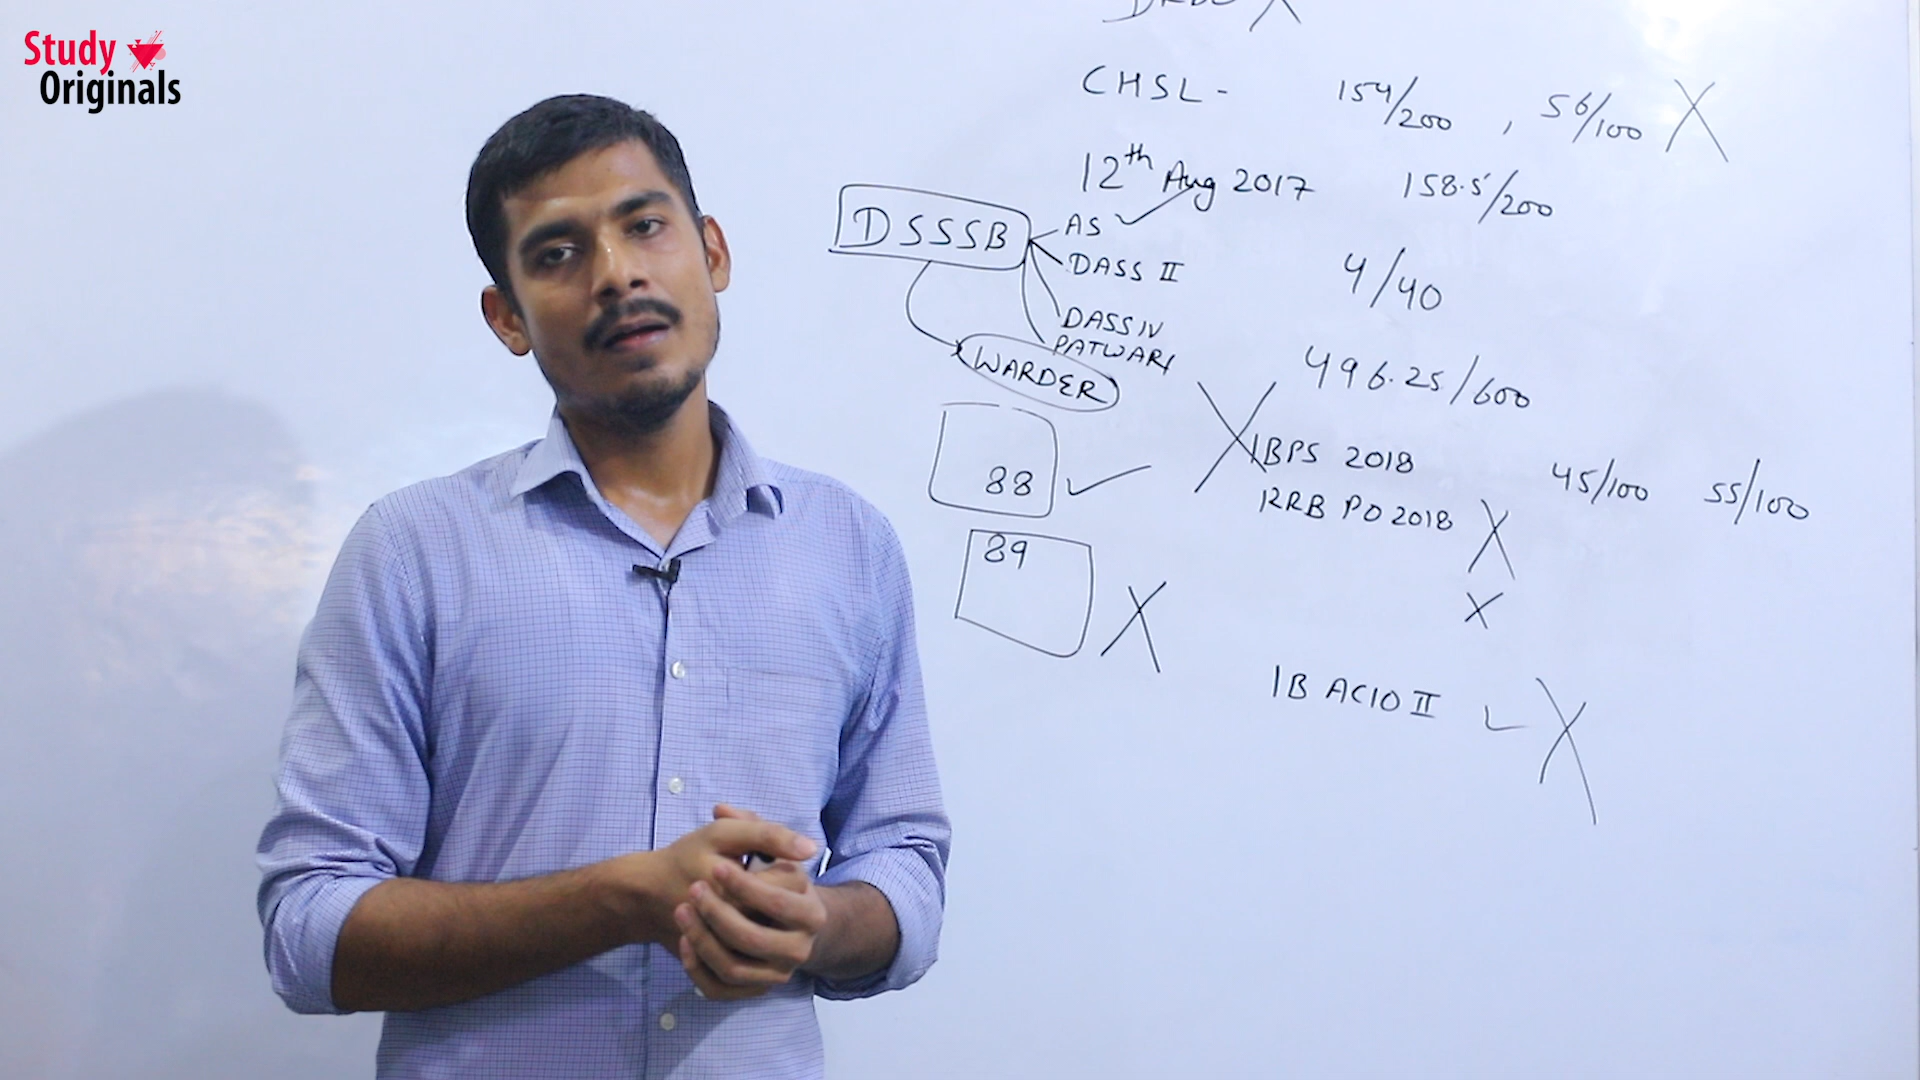 Study
Originals
CHSL - 154/200 , 56/100 X
12th Aug 2017 158.5/200
DSSSB
AS ✓
DASS II
4/40
DASS IV
PATWARI
WARDER
496.25/600
88 ✓
X IBPS 2018 45/100 55/100
RRB PO 2018 X
89 X
X
IB ACIO II ✓ X